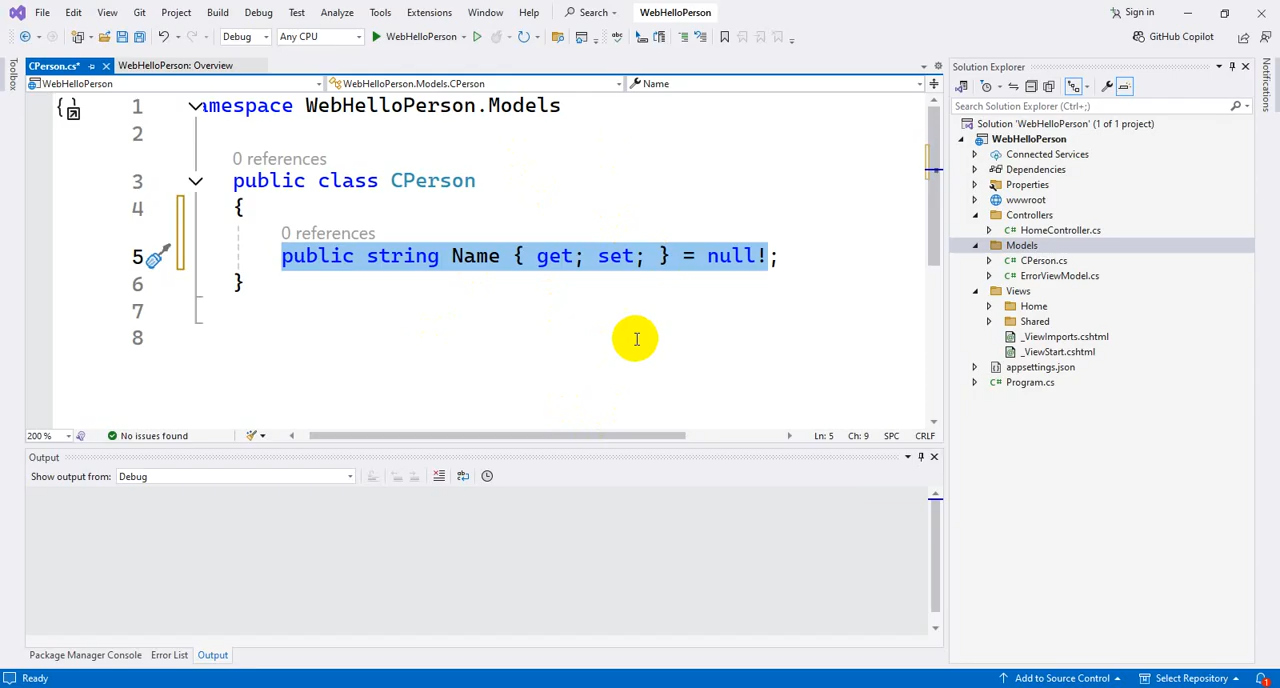 File Edit View Git Project Build Debug Test Analyze Tools Extensions Window Help Search WebHelloPerson Sign in
Debug Any CPU WebHelloPerson GitHub Copilot
CPerson.cs* WebHelloPerson: Overview
WebHelloPerson WebHelloPerson.Models.CPerson Name
1 amespace WebHelloPerson.Models
2
0 references
3 public class CPerson
4 {
0 references
5 public string Name { get; set; } = null!;
6 }
7
8
200 % No issues found Ln: 5 Ch: 9 SPC CRLF
Output
Show output from: Debug
Package Manager Console Error List Output
Ready Add to Source Control Select Repository 1
Toolbox
Solution Explorer
Search Solution Explorer (Ctrl+;)
Solution 'WebHelloPerson' (1 of 1 project)
WebHelloPerson
Connected Services
Dependencies
Properties
wwwroot
Controllers
C# HomeController.cs
Models
C# CPerson.cs
C# ErrorViewModel.cs
Views
Home
Shared
_ViewImports.cshtml
_ViewStart.cshtml
appsettings.json
C# Program.cs
Notifications